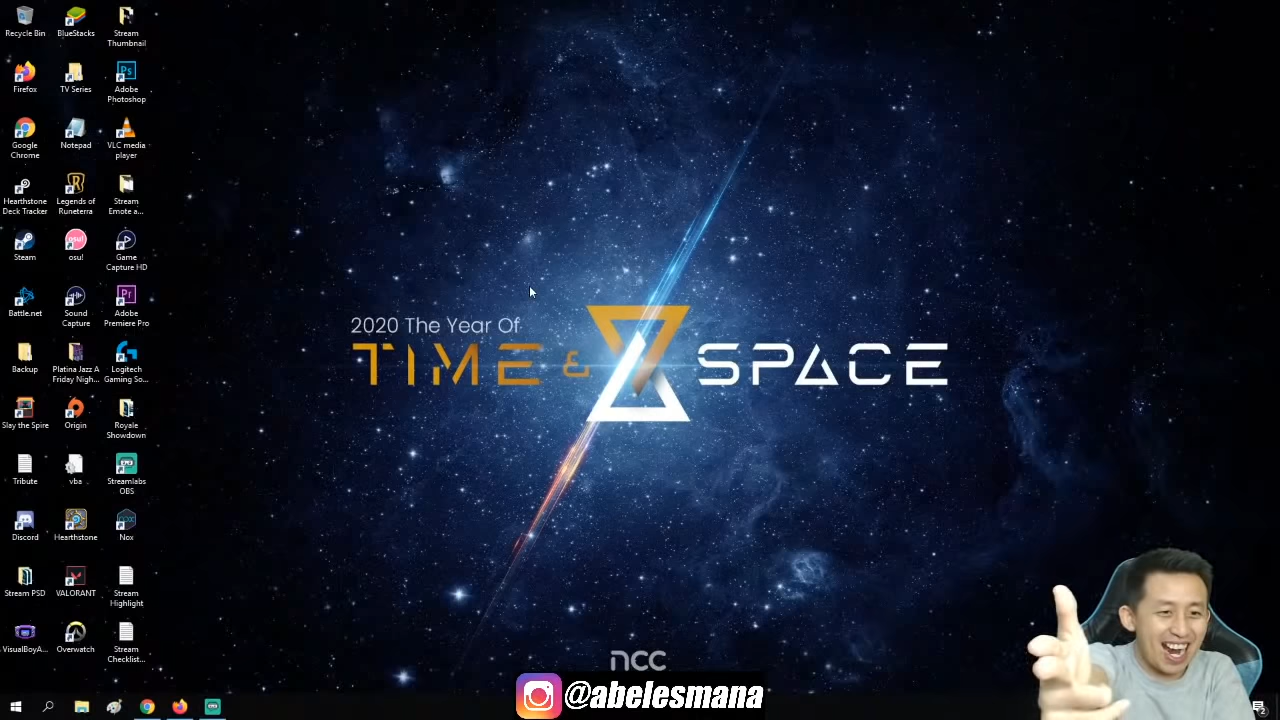 Recycle Bin
BlueStacks
Stream
Thumbnail
Firefox
TV Series
Adobe
Photoshop
Google
Chrome
Notepad
VLC media
player
Hearthstone
Deck Tracker
Legends of
Runeterra
Stream
Emote a...
Steam
osu!
Game
Capture HD
Battle.net
Sound
Capture
Adobe
Premiere Pro
Backup
Platina Jazz A
Friday Nigh...
Logitech
Gaming So...
Slay the Spire
Origin
Royale
Showdown
Tribute
vba
Streamlabs
OBS
Discord
Hearthstone
Nox
Stream PSD
VALORANT
Stream
Highlight
VisualBoyA...
Overwatch
Stream
Checklist...
2020 The Year Of
TIME & SPACE
ncc
@abelesmana